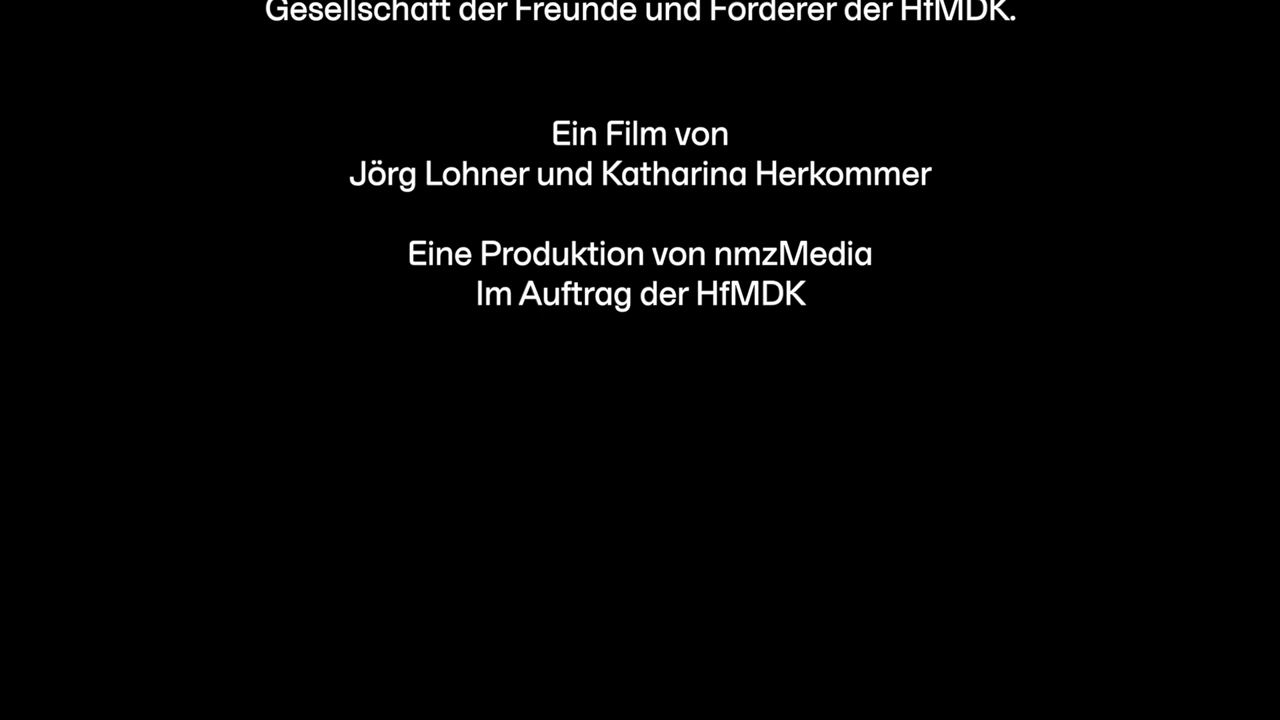 Gesellschaft der Freunde und Förderer der HfMDK.
Ein Film von
Jörg Lohner und Katharina Herkommer
Eine Produktion von nmzMedia
Im Auftrag der HfMDK